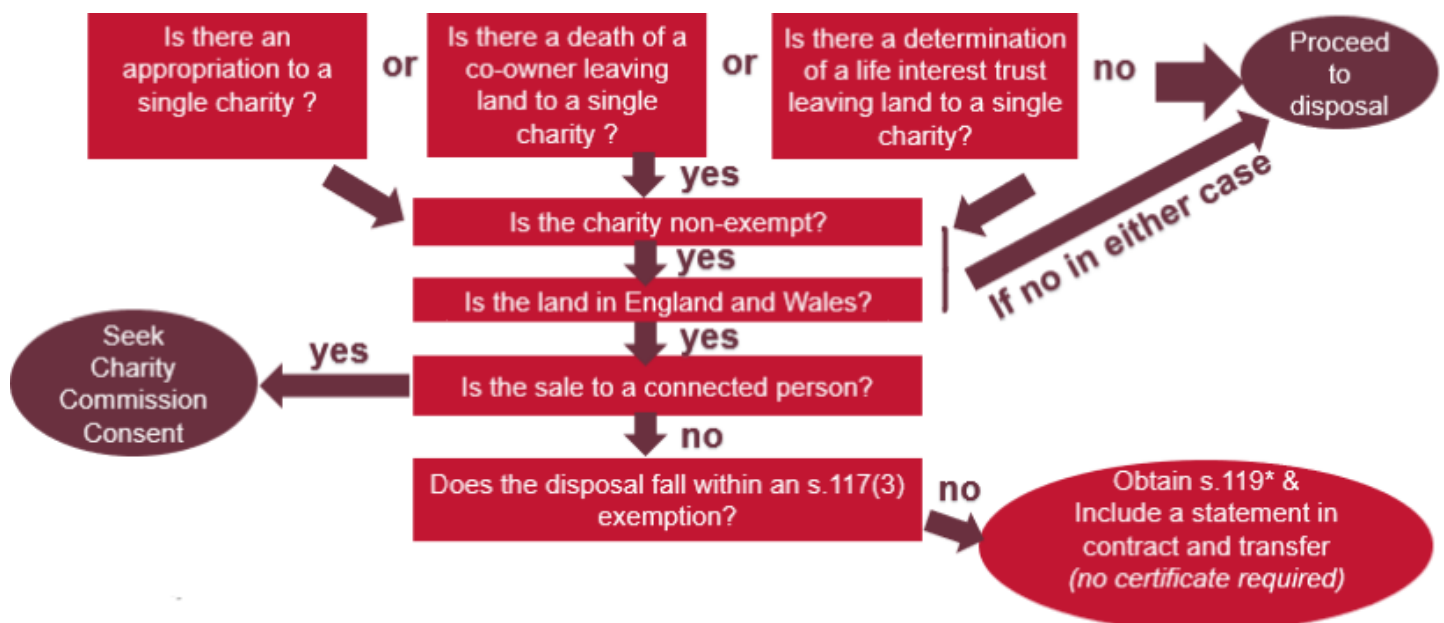 Is there an
appropriation to a
single charity ?
or
Is there a death of a
co-owner leaving
land to a single
charity ?
or
Is there a determination
of a life interest trust
leaving land to a single
charity?
no
Proceed
to
disposal
yes
Is the charity non-exempt?
yes
If no in either case
Is the land in England and Wales?
yes
Seek
Charity
Commission
Consent
yes
Is the sale to a connected person?
no
Does the disposal fall within an s.117(3)
exemption?
no
Obtain s.119* &
Include a statement in
contract and transfer
(no certificate required)